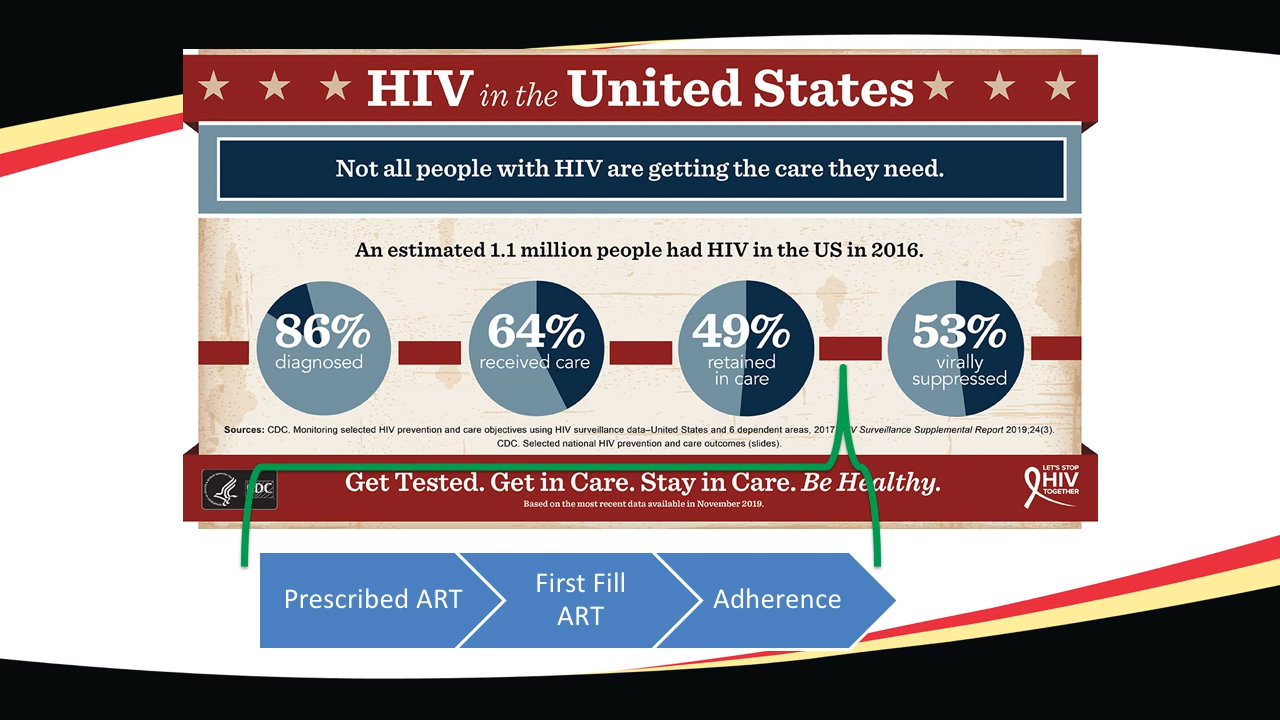 HIV in the United States
Not all people with HIV are getting the care they need.
An estimated 1.1 million people had HIV in the US in 2016.
86%
diagnosed
64%
received care
49%
retained
in care
53%
virally
suppressed
Sources: CDC. Monitoring selected HIV prevention and care objectives using HIV surveillance data–United States and 6 dependent areas, 2017. V Surveillance Supplemental Report 2019;24(3).
CDC. Selected national HIV prevention and care outcomes (slides).
CDC
Get Tested. Get in Care. Stay in Care. Be Healthy.
Based on the most recent data available in November 2019.
LET'S STOP
HIV
TOGETHER
Prescribed ART
First Fill
ART
Adherence